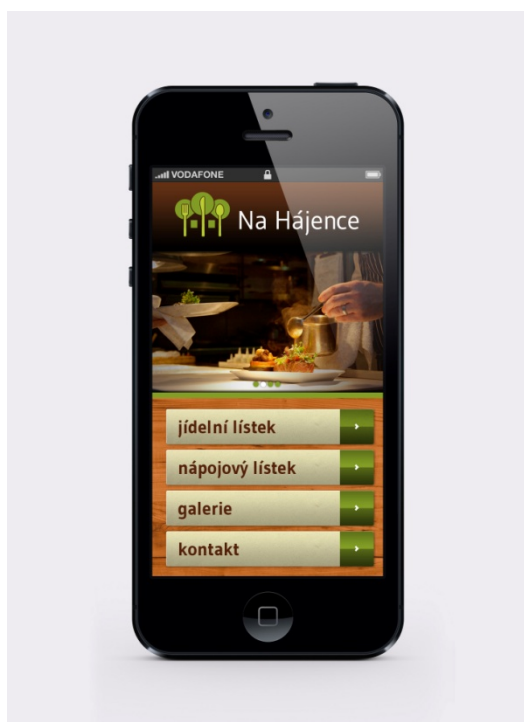 VODAFONE
Na Hájence
jídelní lístek
nápojový lístek
galerie
kontakt